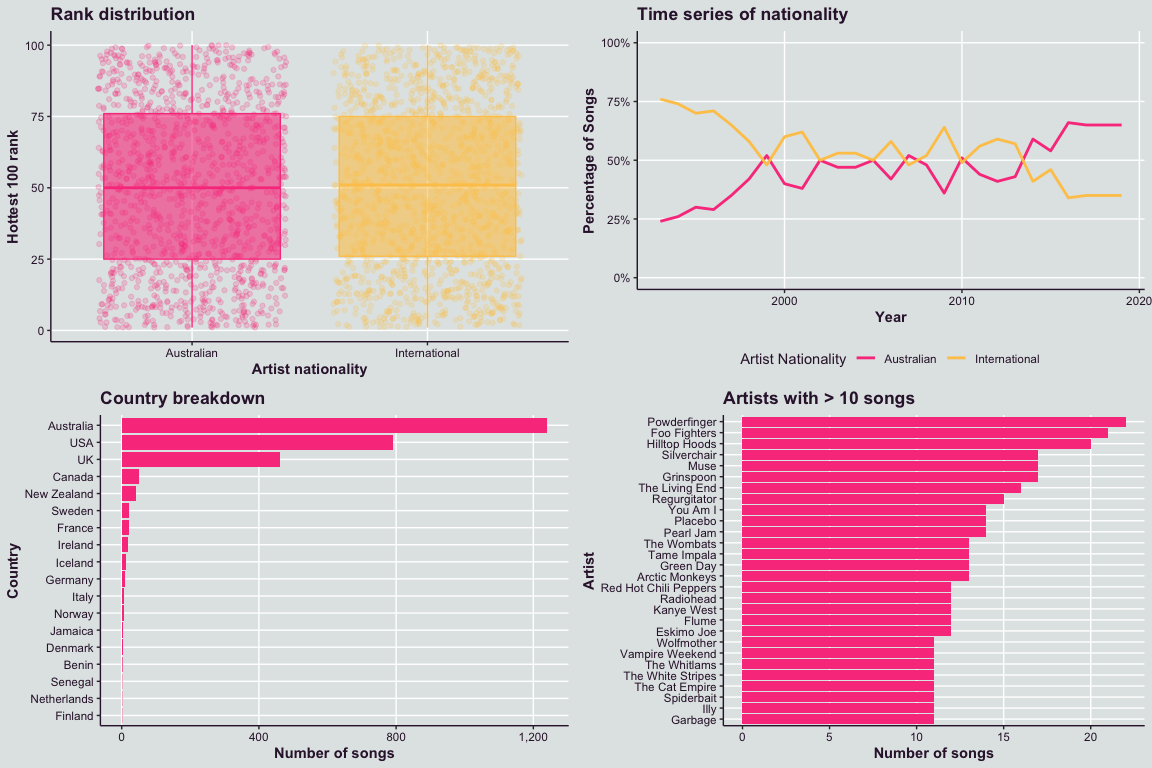 Rank distribution
Hottest 100 rank
100
75
50
25
0
Australian
International
Artist nationality
Time series of nationality
Percentage of Songs
100%
75%
50%
25%
0%
2000
2010
2020
Year
Artist Nationality
Australian
International
Country breakdown
Country
Australia
USA
UK
Canada
New Zealand
Sweden
France
Ireland
Iceland
Germany
Italy
Norway
Jamaica
Denmark
Benin
Senegal
Netherlands
Finland
0
400
800
1,200
Number of songs
Artists with > 10 songs
Artist
Powderfinger
Foo Fighters
Hilltop Hoods
Silverchair
Muse
Grinspoon
The Living End
Regurgitator
You Am I
Placebo
Pearl Jam
The Wombats
Tame Impala
Green Day
Arctic Monkeys
Red Hot Chili Peppers
Radiohead
Kanye West
Flume
Eskimo Joe
Wolfmother
Vampire Weekend
The Whitlams
The White Stripes
The Cat Empire
Spiderbait
Illy
Garbage
0
5
10
15
20
Number of songs